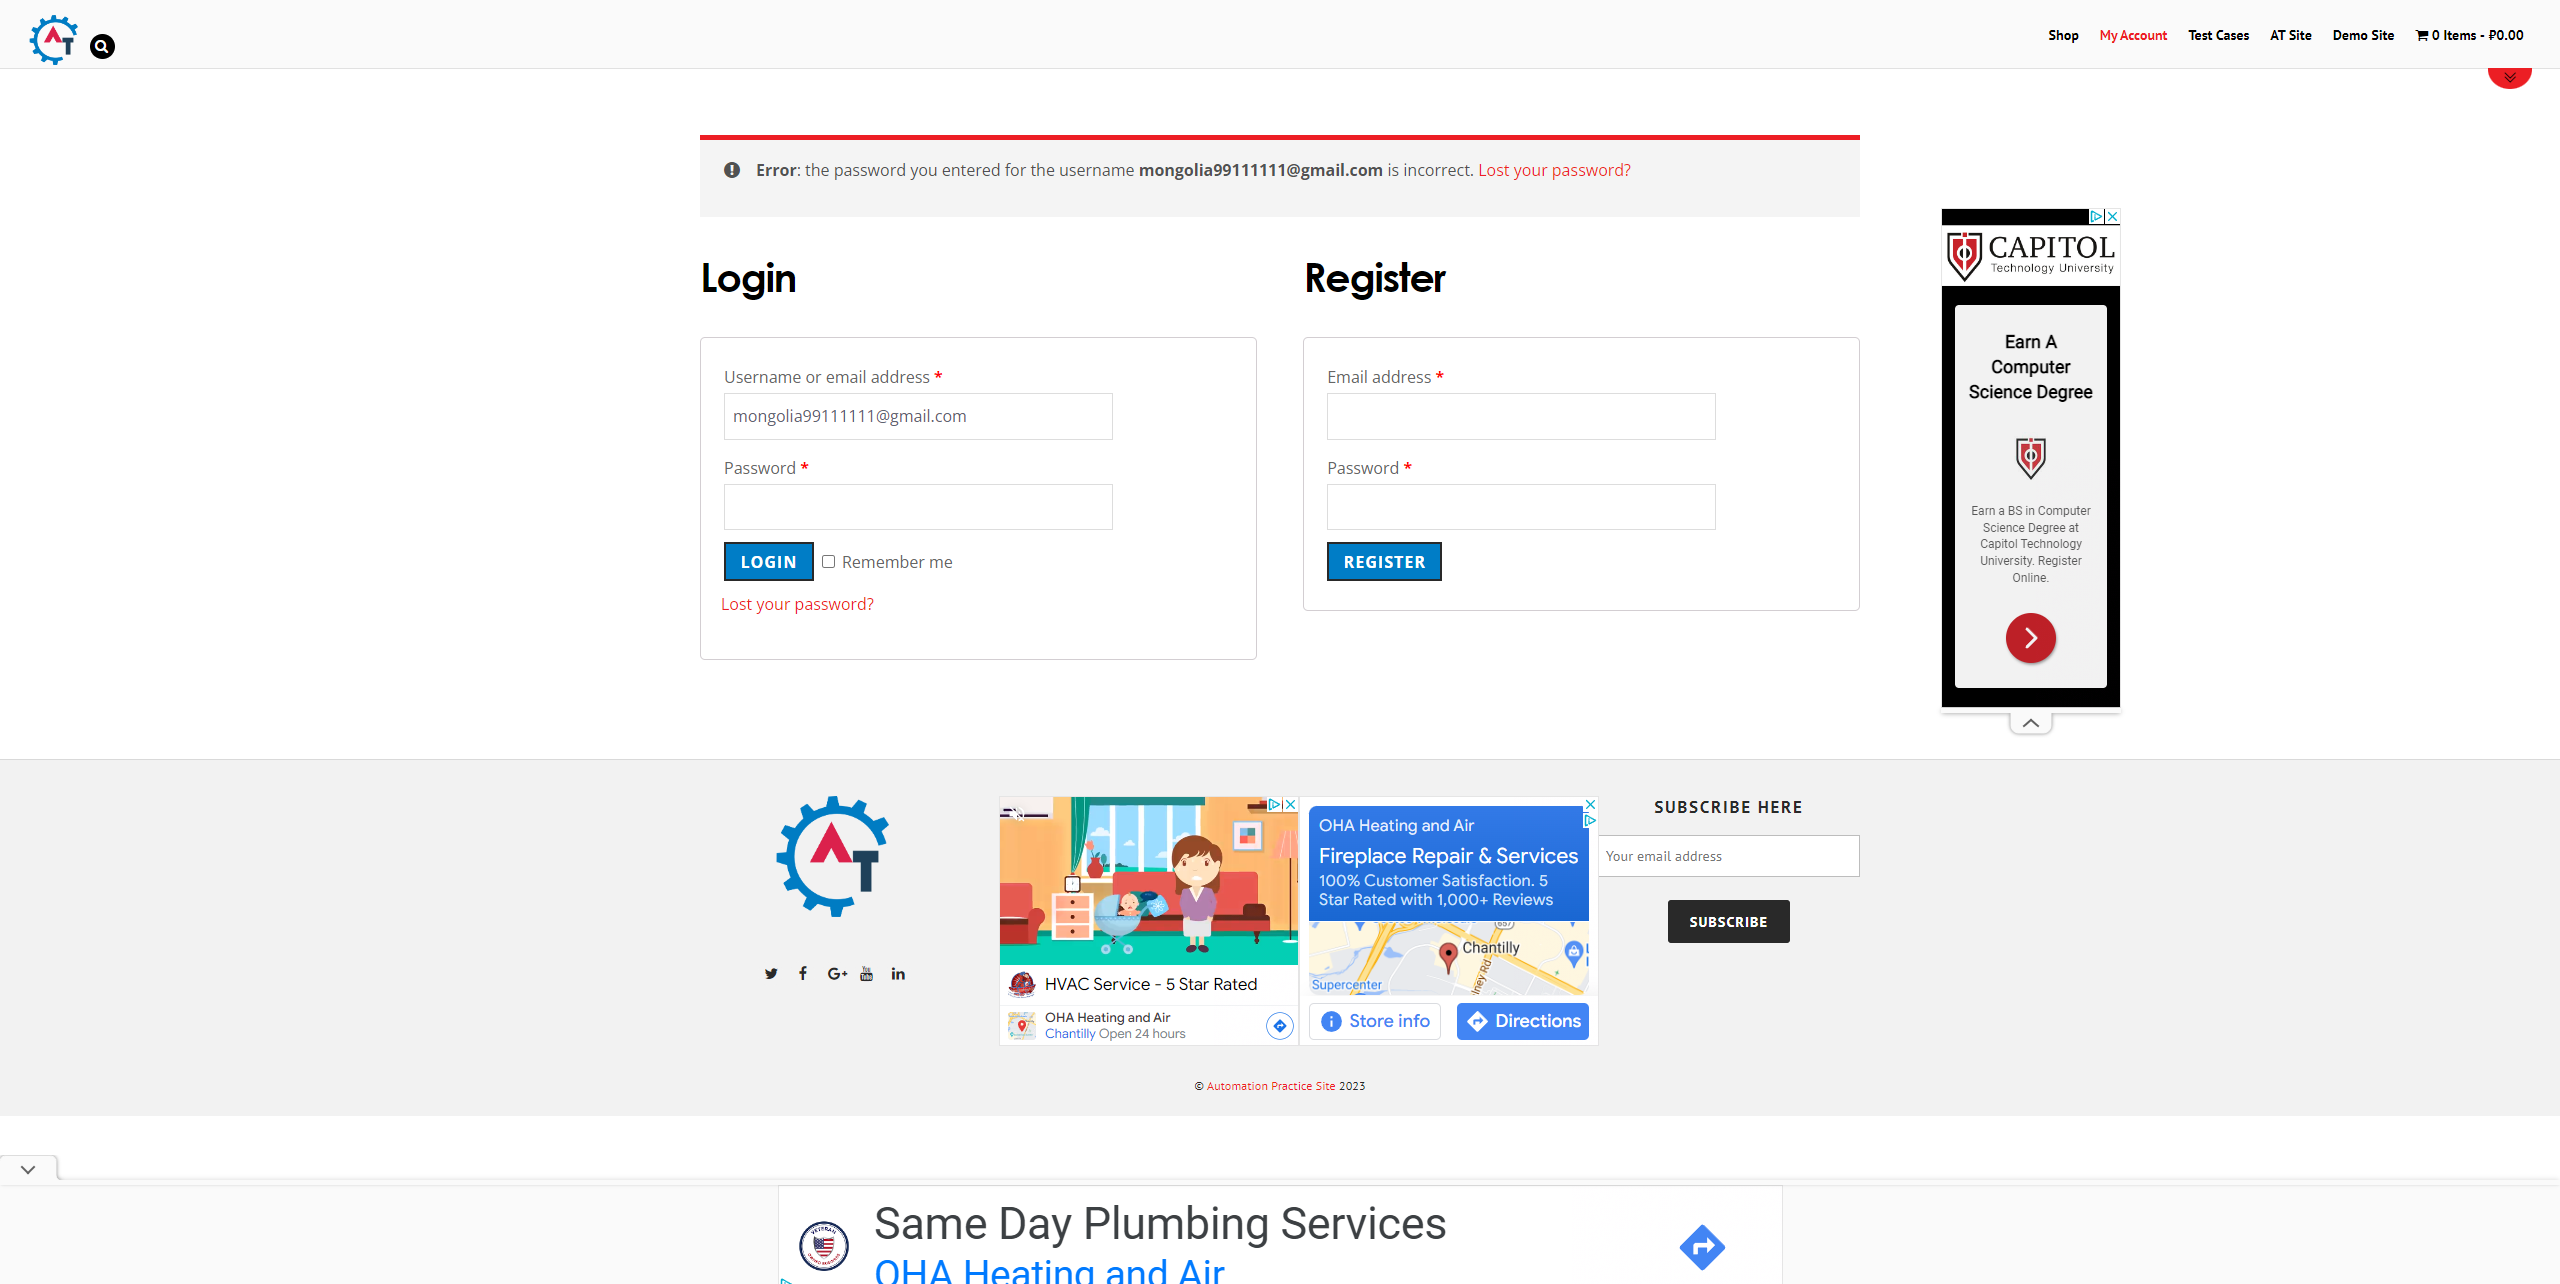 AT
Shop
My Account
Test Cases
AT Site
Demo Site
0 Items - ₽0.00
Error: the password you entered for the username mongolia99111111@gmail.com is incorrect. Lost your password?
Login
Username or email address *
mongolia99111111@gmail.com
Password *
LOGIN
Remember me
Lost your password?
Register
Email address *
Password *
REGISTER
CAPITOL
Technology University
Earn A
Computer
Science Degree
Earn a BS in Computer
Science Degree at
Capitol Technology
University. Register
Online.
AT
G+
You
in
HVAC Service - 5 Star Rated
OHA Heating and Air
Chantilly Open 24 hours
OHA Heating and Air
Fireplace Repair & Services
100% Customer Satisfaction. 5
Star Rated with 1,000+ Reviews
657
Chantilly
Supercenter
Store info
Directions
SUBSCRIBE HERE
Your email address
SUBSCRIBE
© Automation Practice Site 2023
VETERAN
Same Day Plumbing Services
OHA Heating and Air